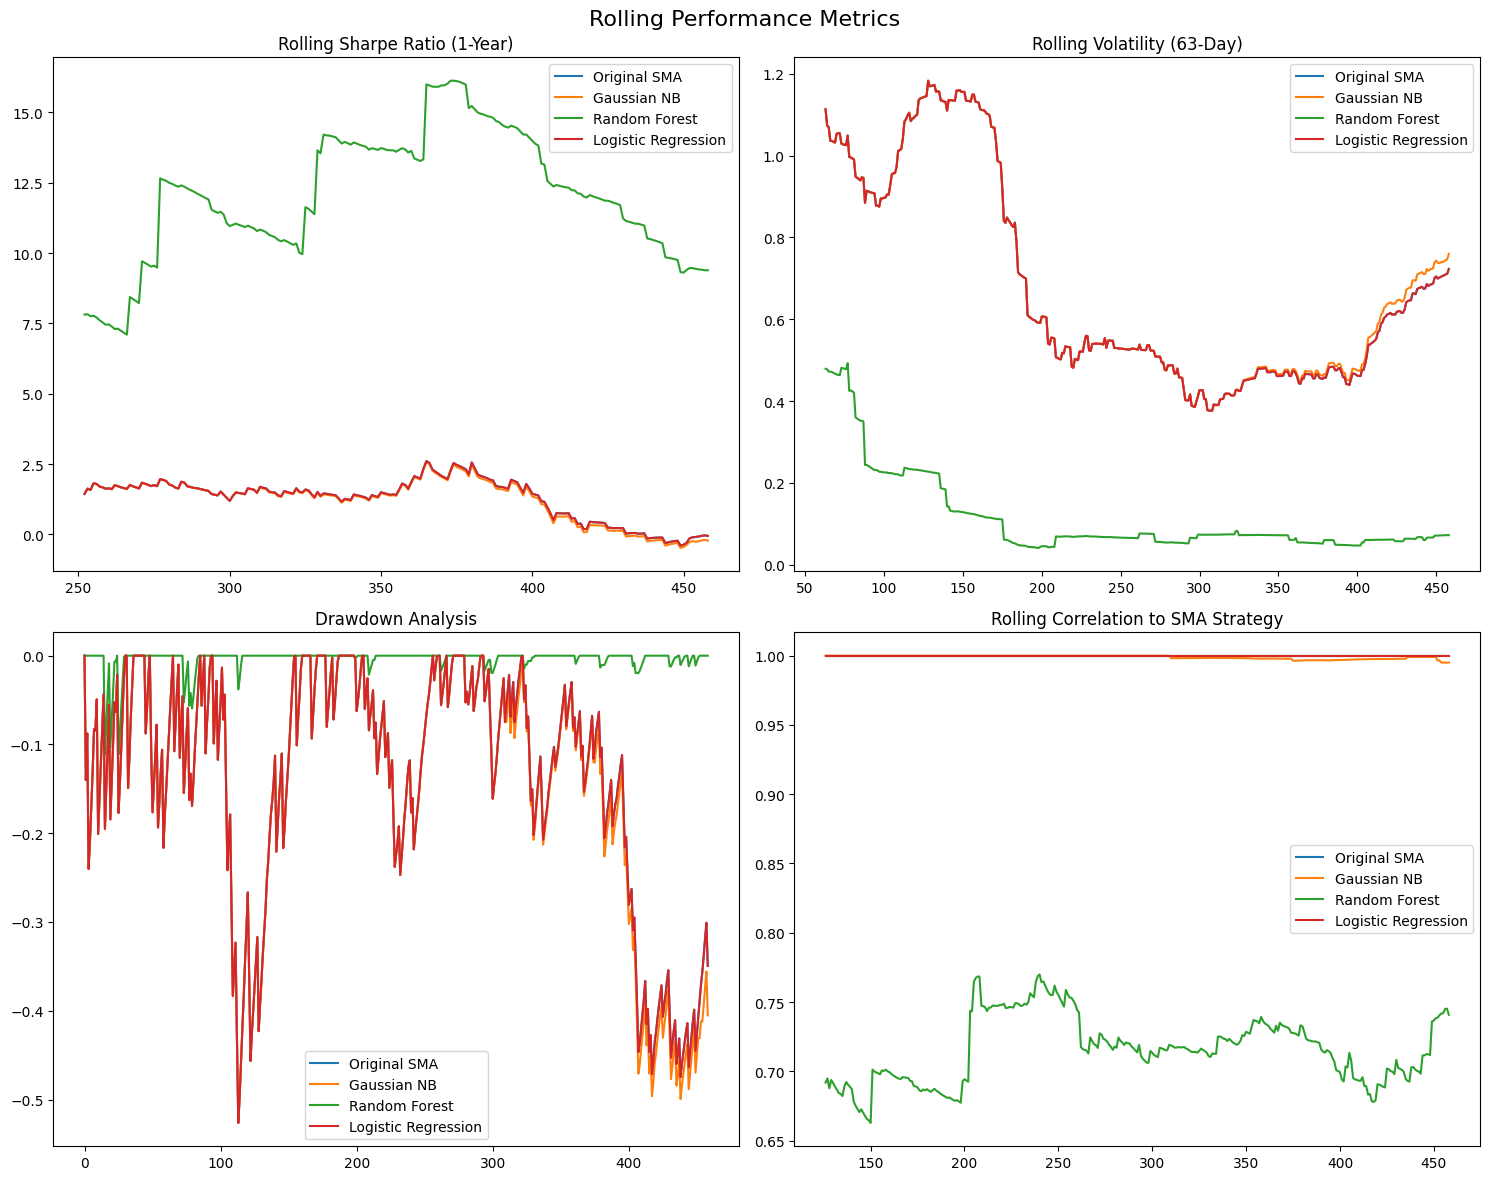 Rolling Performance Metrics
Rolling Sharpe Ratio (1-Year)
15.0
12.5
10.0
7.5
5.0
2.5
0.0
250
300
350
400
450
Original SMA
Gaussian NB
Random Forest
Logistic Regression
Rolling Volatility (63-Day)
1.2
1.0
0.8
0.6
0.4
0.2
0.0
50
100
150
200
250
300
350
400
450
Original SMA
Gaussian NB
Random Forest
Logistic Regression
Drawdown Analysis
0.0
−0.1
−0.2
−0.3
−0.4
−0.5
0
100
200
300
400
Original SMA
Gaussian NB
Random Forest
Logistic Regression
Rolling Correlation to SMA Strategy
1.00
0.95
0.90
0.85
0.80
0.75
0.70
0.65
150
200
250
300
350
400
450
Original SMA
Gaussian NB
Random Forest
Logistic Regression